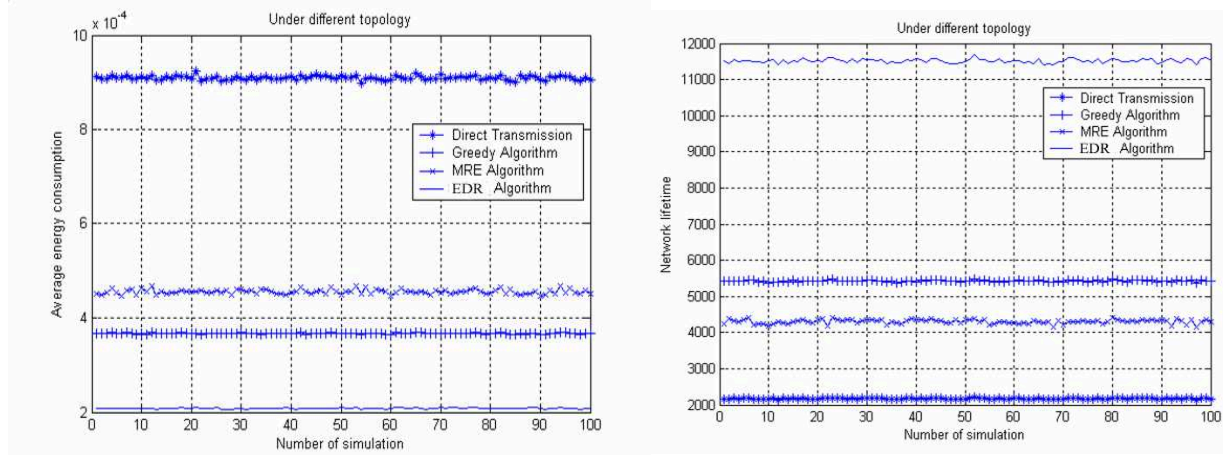 Under different topology
x 10⁻⁴
10
8
6
4
2
0 10 20 30 40 50 60 70 80 90 100
Number of simulation
Average energy consumption
Direct Transmission
Greedy Algorithm
MRE Algorithm
EDR Algorithm
Under different topology
12000
11000
10000
9000
8000
7000
6000
5000
4000
3000
2000
0 10 20 30 40 50 60 70 80 90 100
Number of simulation
Network lifetime
Direct Transmission
Greedy Algorithm
MRE Algorithm
EDR Algorithm